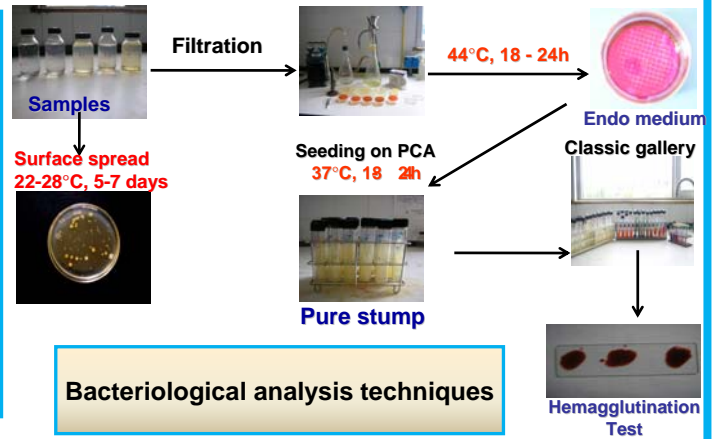 Filtration
44°C, 18 - 24h
Samples
Endo medium
Surface spread
22-28°C, 5-7 days
Seeding on PCA
37°C, 18 24h
Classic gallery
Pure stump
Bacteriological analysis techniques
Hemagglutination
Test